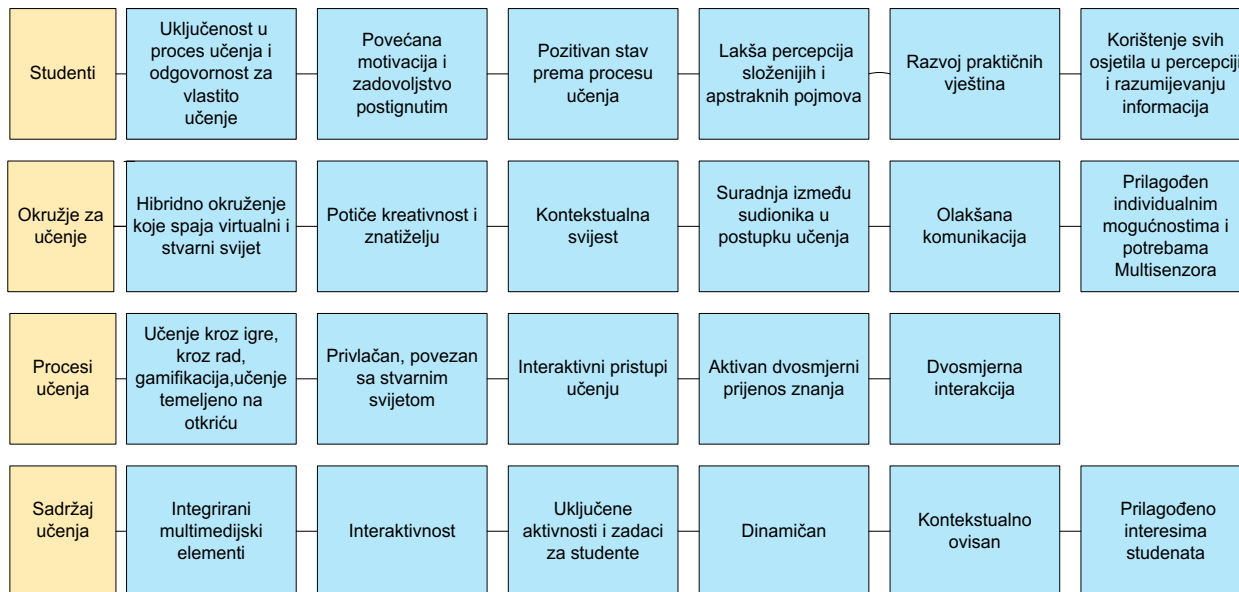 Studenti
Uključenost u
proces učenja i
odgovornost za
vlastito
učenje
Povećana
motivacija i
zadovoljstvo
postignutim
Pozitivan stav
prema procesu
učenja
Lakša percepcija
složenijih i
apstraknih pojmova
Razvoj praktičnih
vještina
Korištenje svih
osjetila u percepciji
i razumijevanju
informacija
Okružje za
učenje
Hibridno okruženje
koje spaja virtualni i
stvarni svijet
Potiče kreativnost i
znatiželju
Kontekstualna
svijest
Suradnja između
sudionika u
postupku učenja
Olakšana
komunikacija
Prilagođen
individualnim
mogućnostima i
potrebama
Multisenzora
Procesi
učenja
Učenje kroz igre,
kroz rad,
gamifikacija,učenje
temeljeno na
otkriću
Privlačan, povezan
sa stvarnim
svijetom
Interaktivni pristupi
učenju
Aktivan dvosmjerni
prijenos znanja
Dvosmjerna
interakcija
Sadržaj
učenja
Integrirani
multimedijski
elementi
Interaktivnost
Uključene
aktivnosti i zadaci
za studente
Dinamičan
Kontekstualno
ovisan
Prilagođeno
interesima
studenata